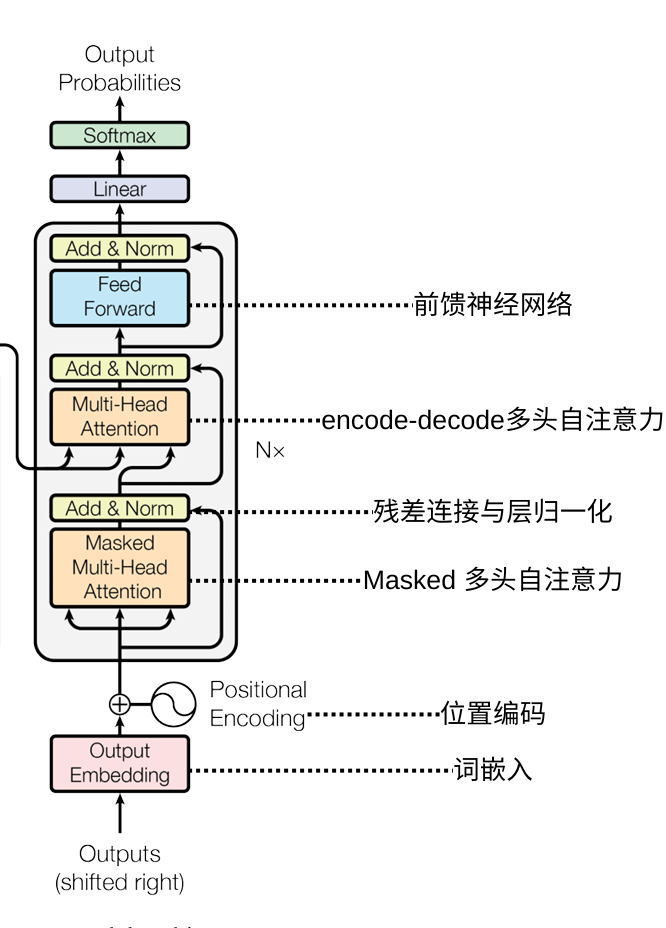 Output
Probabilities
Softmax
Linear
Add & Norm
Feed
Forward
前馈神经网络
Add & Norm
Multi-Head
Attention
encode-decode多头自注意力
N×
Add & Norm
残差连接与层归一化
Masked
Multi-Head
Attention
Masked 多头自注意力
Positional
Encoding
位置编码
Output
Embedding
词嵌入
Outputs
(shifted right)